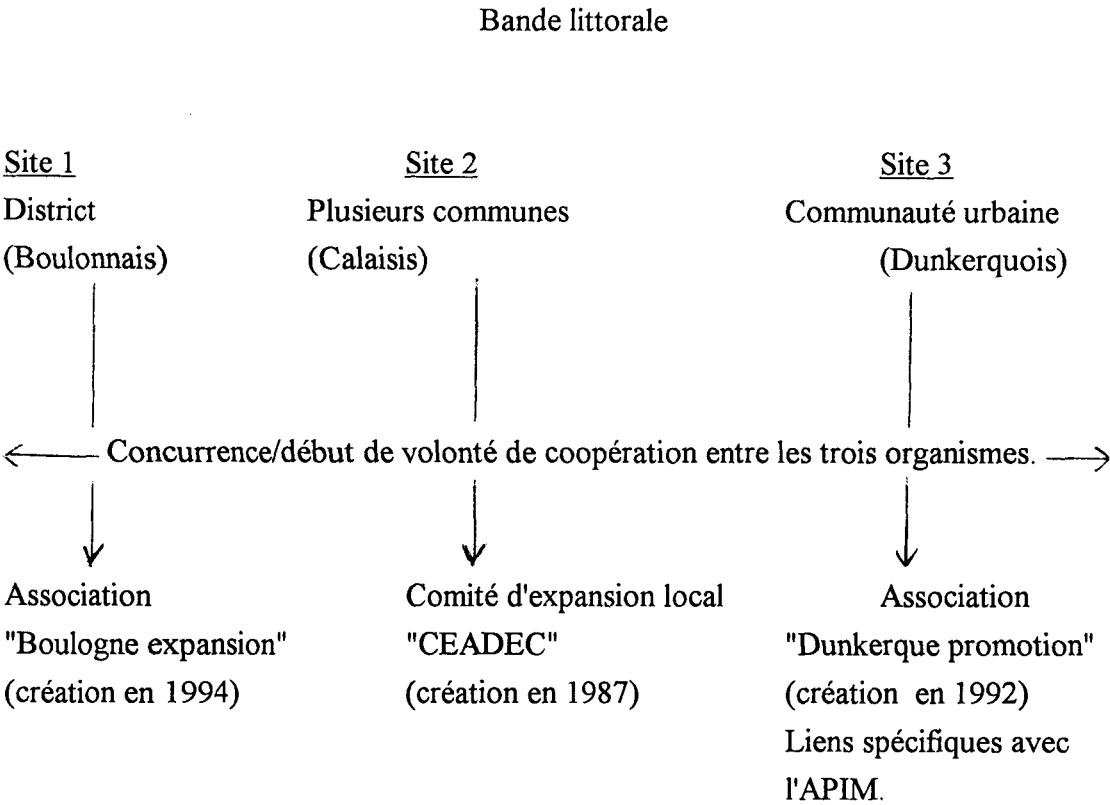 Bande littorale
Site 1
District
(Boulonnais)
Site 2
Plusieurs communes
(Calaisis)
Site 3
Communauté urbaine
(Dunkerquois)
Concurrence/début de volonté de coopération entre les trois organismes.
Association
"Boulogne expansion"
(création en 1994)
Comité d'expansion local
"CEADEC"
(création en 1987)
Association
"Dunkerque promotion"
(création en 1992)
Liens spécifiques avec
l'APIM.